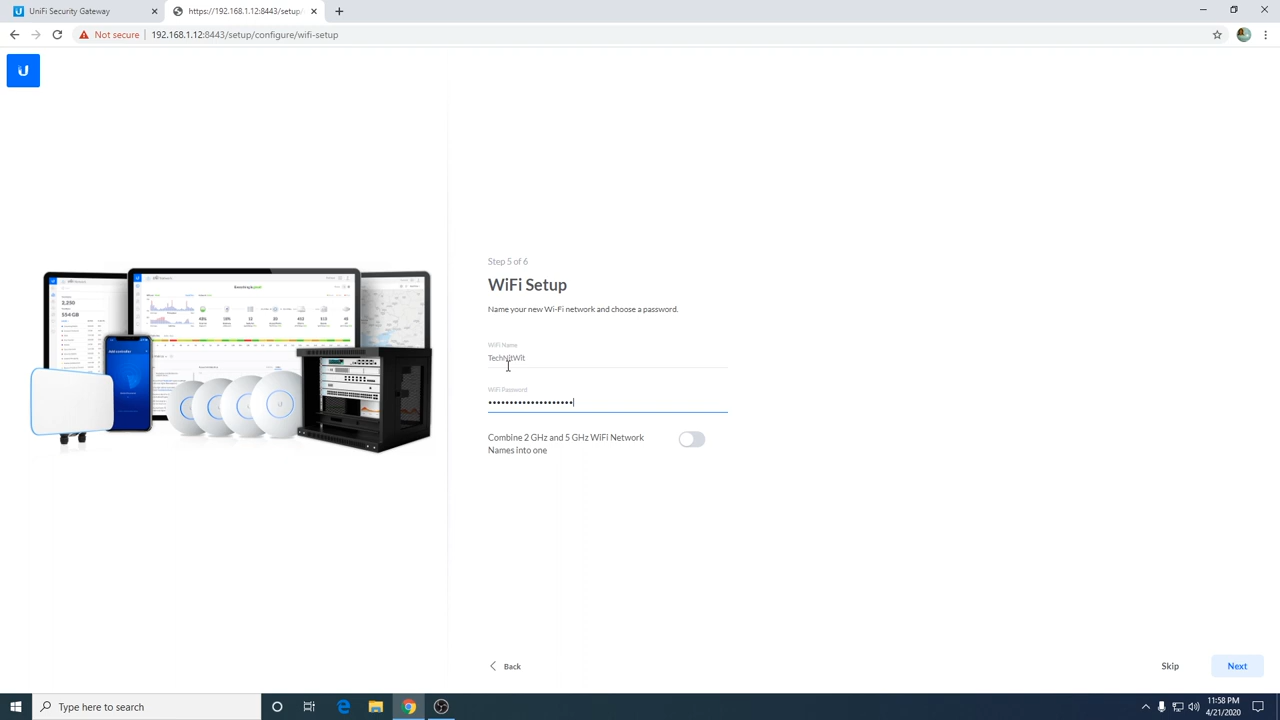 UniFi Security Gateway
https://192.168.1.12:8443/setup/
Not secure
192.168.1.12:8443/setup/configure/wifi-setup
Step 5 of 6
WiFi Setup
Name your new Wi-Fi network and choose a password.
WiFi Name
TechNitWit
WiFi Password
••••••••••••••••••••
Combine 2 GHz and 5 GHz WiFi Network
Names into one
Back
Skip
Next
Type here to search
11:58 PM
4/21/2020